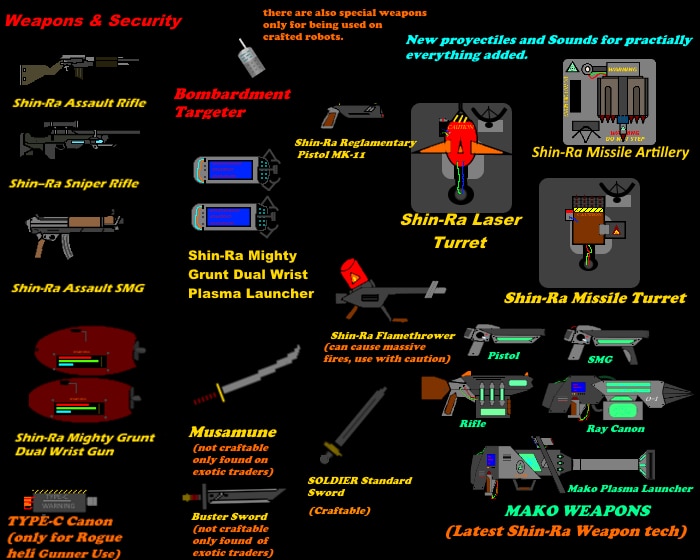 Weapons & Security
there are also special weapons
only for being used on
crafted robots.
New proyectiles and Sounds for practially
everything added.
Shin-Ra Assault Rifle
Bombardment
Targeter
Shin-Ra Reglamentary
Pistol MK-11
CAUTION
WARNING
WARNING
DO NOT STEP
Shin-Ra Missile Artillery
Shin-Ra Sniper Rifle
Shin-Ra Laser
Turret
Shin-Ra Assault SMG
Shin-Ra Mighty
Grunt Dual Wrist
Plasma Launcher
Shin-Ra Missile Turret
Shin-Ra Flamethrower
(can cause massive
fires, use with caution)
Pistol
SMG
Shin-Ra Mighty Grunt
Dual Wrist Gun
Musamune
(not craftable
only found on
exotic traders)
Rifle
O-1
Ray Canon
SOLDIER Standard
Sword
(Craftable)
TYPE-C
WARNING
TYPE-C Canon
(only for Rogue
heli Gunner Use)
Buster Sword
(not craftable
only found of
exotic traders)
Mako Plasma Launcher
MAKO WEAPONS
(Latest Shin-Ra Weapon tech)